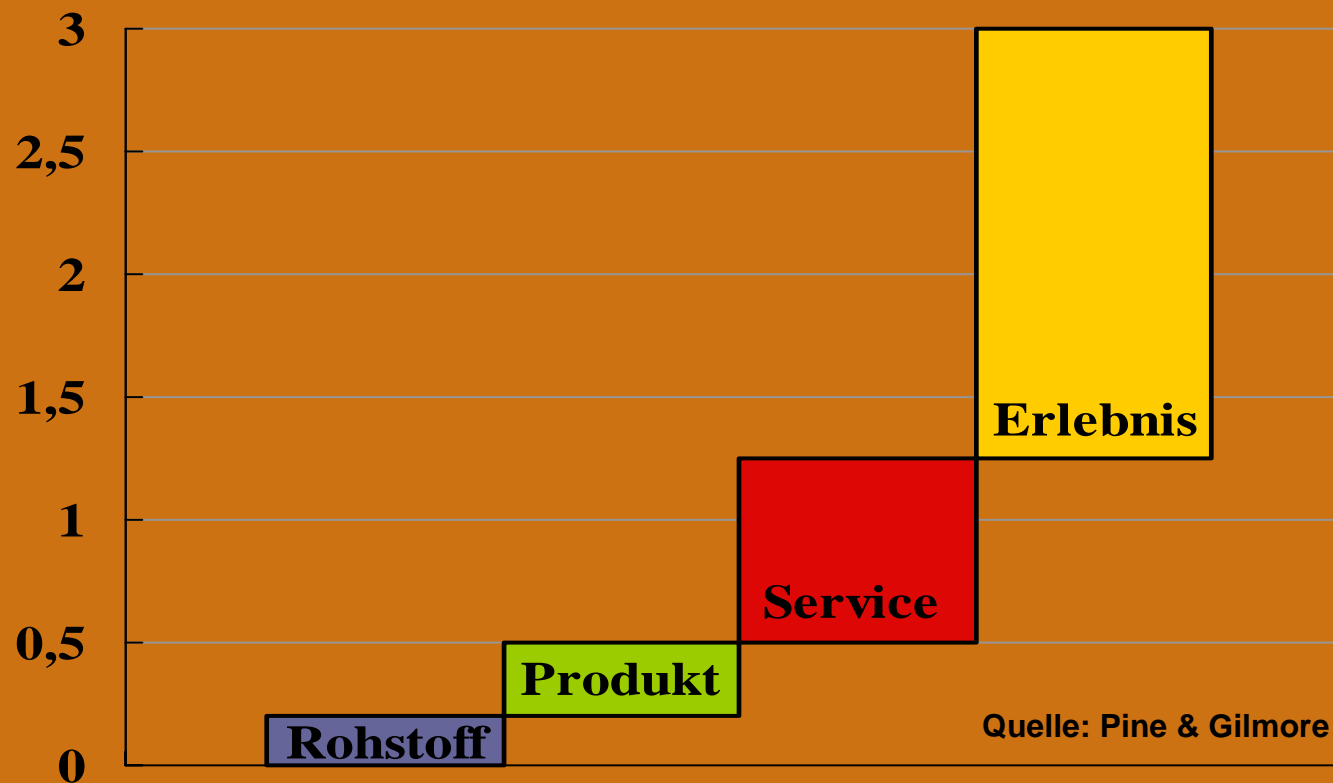 3
2,5
2
1,5
Erlebnis
1
Service
0,5
Produkt
Quelle: Pine & Gilmore
Rohstoff
0